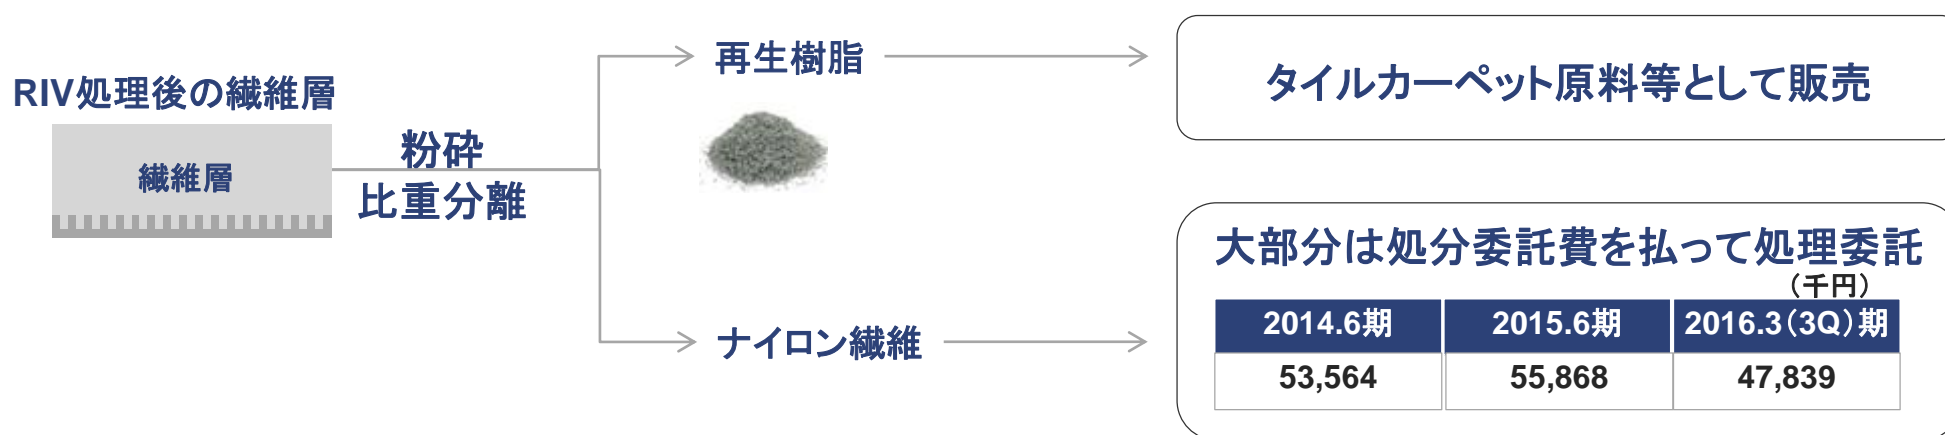 RIV処理後の繊維層
繊維層
粉砕
比重分離
再生樹脂
タイルカーペット原料等として販売
ナイロン繊維
大部分は処分委託費を払って処理委託
（千円）
2014.6期 2015.6期 2016.3（3Q）期
53,564 55,868 47,839